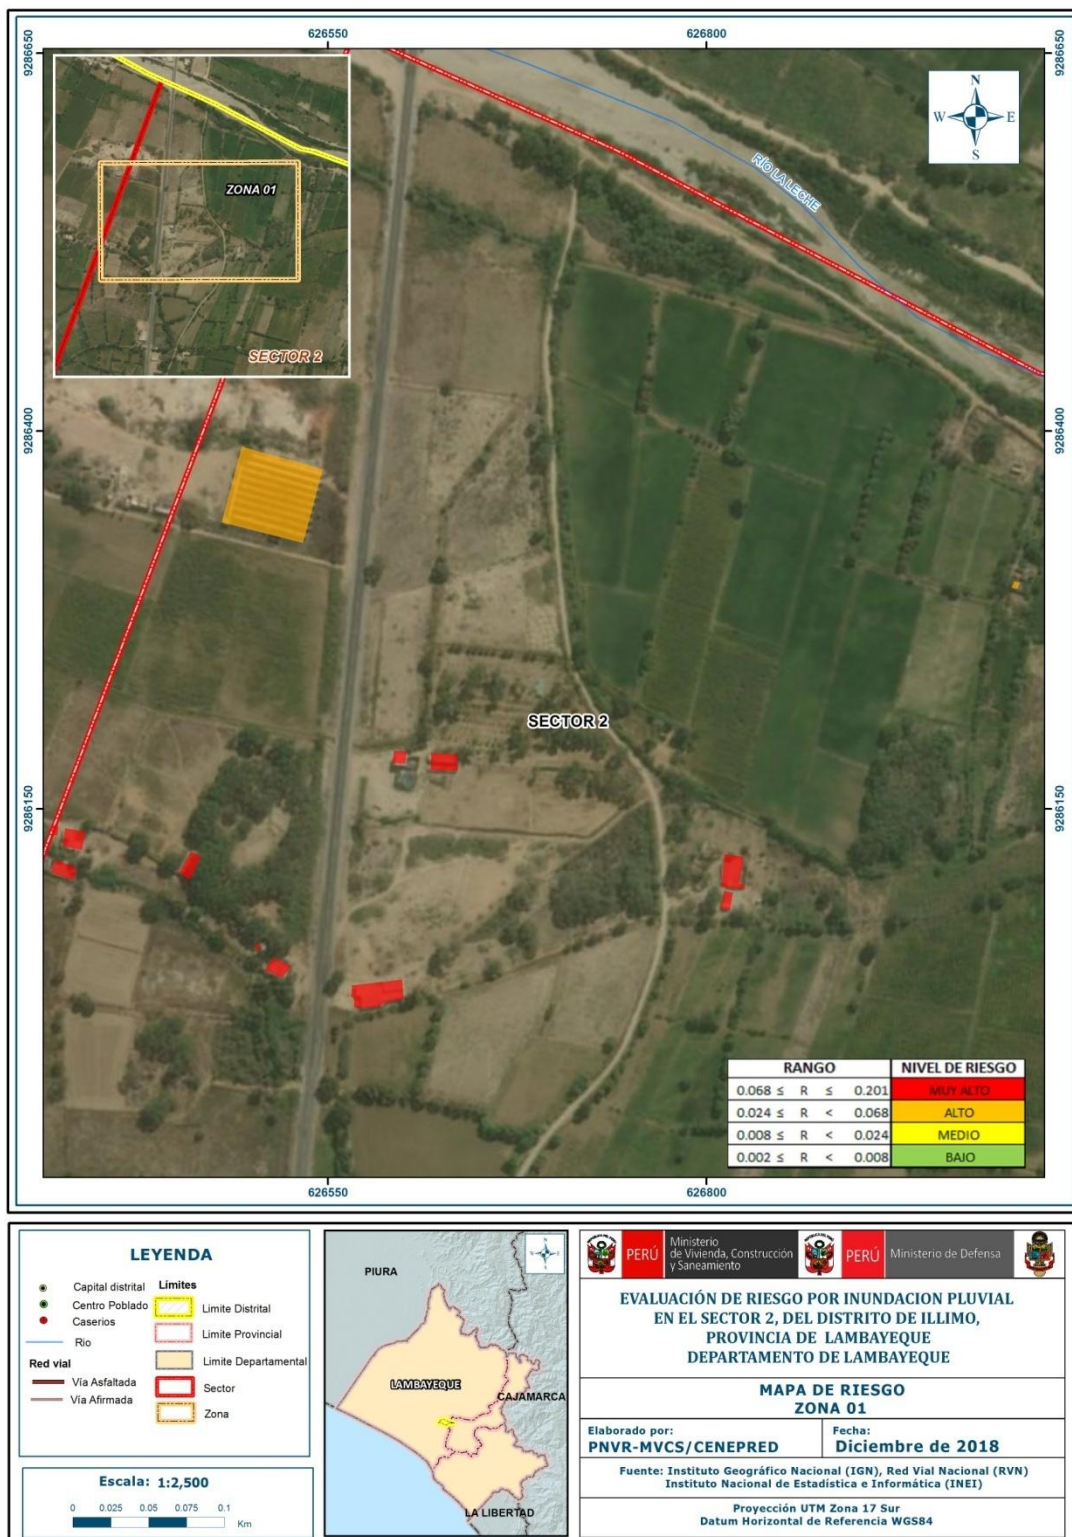 626550
626800
9286650
9286650
N
W
E
S
ZONA 01
SECTOR 2
RÍO LA LECHE
9286400
9286400
SECTOR 2
9286150
9286150
RANGO NIVEL DE RIESGO
0.068 ≤ R ≤ 0.201 MUY ALTO
0.024 ≤ R < 0.068 ALTO
0.008 ≤ R < 0.024 MEDIO
0.002 ≤ R < 0.008 BAJO
626550
626800
LEYENDA
Capital distrital
Centro Poblado
Caserios
Rio
Red vial
Vía Asfaltada
Vía Afirmada
Límites
Limite Distrital
Limite Provincial
Limite Departamental
Sector
Zona
Escala: 1:2,500
0 0.025 0.05 0.075 0.1
Km
PIURA
LAMBAYEQUE
CAJAMARCA
LA LIBERTAD
PERÚ
Ministerio
de Vivienda, Construcción
y Saneamiento
PERÚ
Ministerio de Defensa
EVALUACIÓN DE RIESGO POR INUNDACION PLUVIAL
EN EL SECTOR 2, DEL DISTRITO DE ILLIMO,
PROVINCIA DE LAMBAYEQUE
DEPARTAMENTO DE LAMBAYEQUE
MAPA DE RIESGO
ZONA 01
Elaborado por:
PNVR-MVCS/CENEPRED
Fecha:
Diciembre de 2018
Fuente: Instituto Geográfico Nacional (IGN), Red Vial Nacional (RVN)
Instituto Nacional de Estadística e Informática (INEI)
Proyección UTM Zona 17 Sur
Datum Horizontal de Referencia WGS84